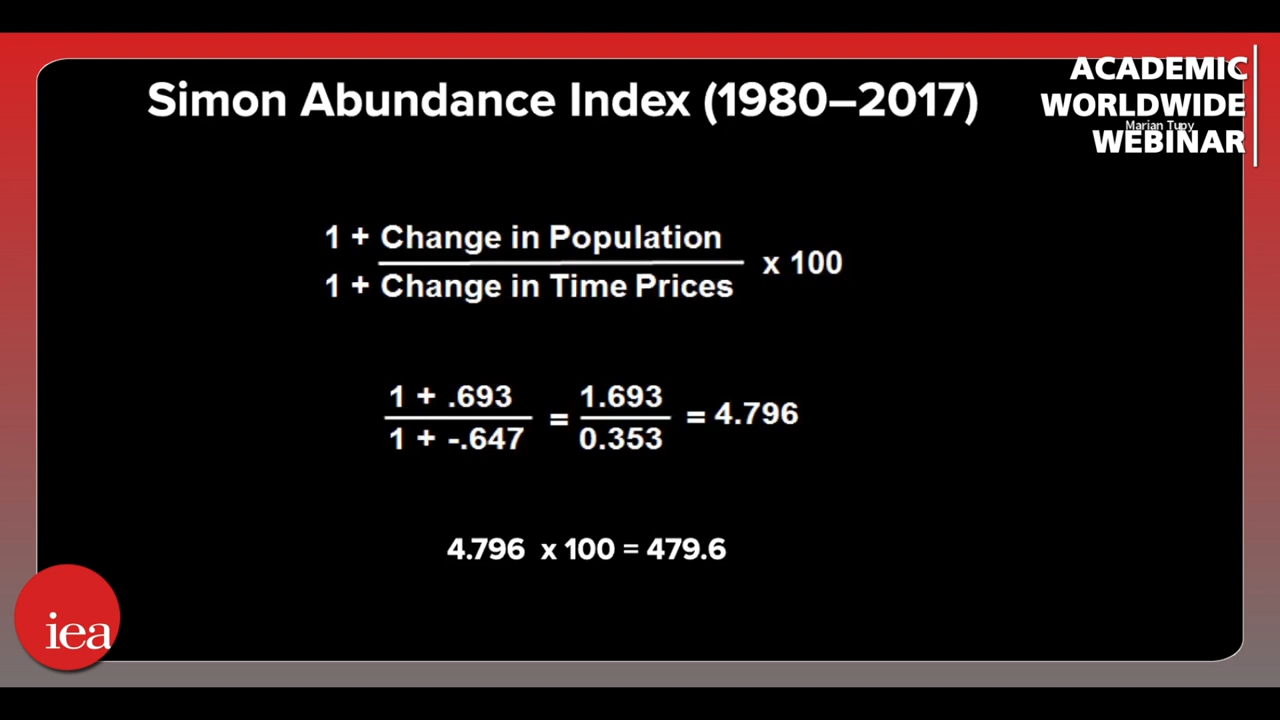 Simon Abundance Index (1980–2017)
ACADEMIC
WORLDWIDE
Marian Tupy
WEBINAR
1 + Change in Population
1 + Change in Time Prices
x 100
1 + .693
1 + -.647
=
1.693
0.353
= 4.796
4.796 x 100 = 479.6
iea